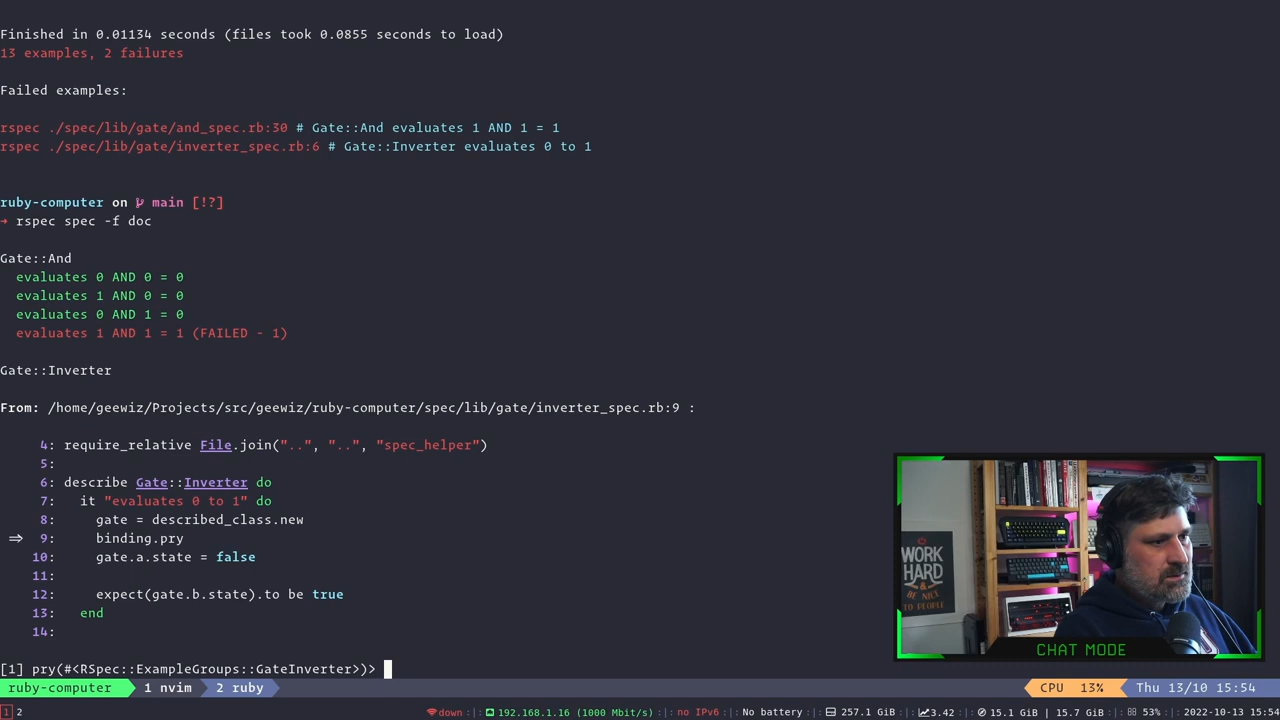 Finished in 0.01134 seconds (files took 0.0855 seconds to load)
13 examples, 2 failures
Failed examples:
rspec ./spec/lib/gate/and_spec.rb:30 # Gate::And evaluates 1 AND 1 = 1
rspec ./spec/lib/gate/inverter_spec.rb:6 # Gate::Inverter evaluates 0 to 1
ruby-computer on main [!?]
→ rspec spec -f doc
Gate::And
evaluates 0 AND 0 = 0
evaluates 1 AND 0 = 0
evaluates 0 AND 1 = 0
evaluates 1 AND 1 = 1 (FAILED - 1)
Gate::Inverter
From: /home/geewiz/Projects/src/geewiz/ruby-computer/spec/lib/gate/inverter_spec.rb:9 :
4: require_relative File.join("..", "..", "spec_helper")
5:
6: describe Gate::Inverter do
7: it "evaluates 0 to 1" do
8: gate = described_class.new
=> 9: binding.pry
10: gate.a.state = false
11:
12: expect(gate.b.state).to be true
13: end
14:
[1] pry(#<RSpec::ExampleGroups::GateInverter>)>
WORK
HARD
& BE NICE
TO PEOPLE
CHAT MODE
ruby-computer 1 nvim 2 ruby CPU 13% Thu 13/10 15:54
1 2 down :|: 192.168.1.16 (1000 Mbit/s) :|: no IPv6 :|: No battery :|: 257.1 GiB :|: 3.42 :|: 15.1 GiB | 15.7 GiB :|: 53% :|: 2022-10-13 15:54